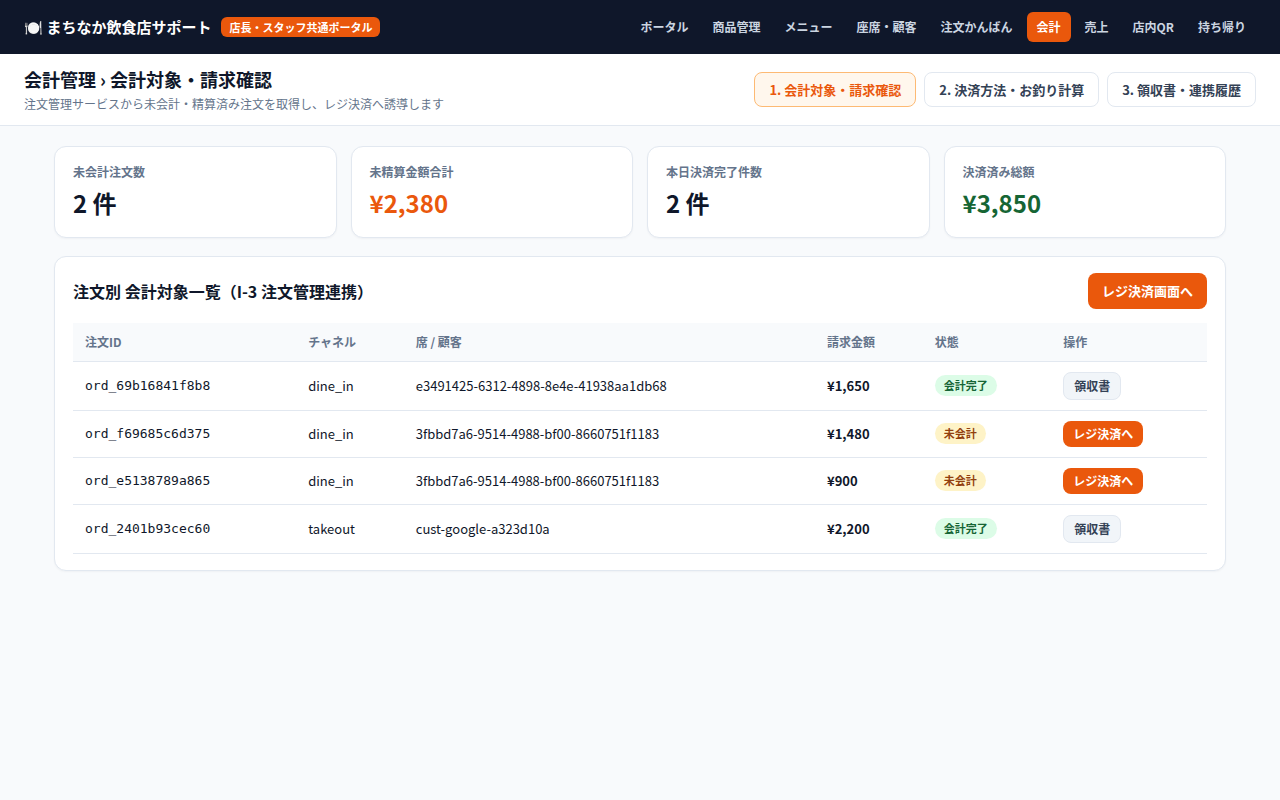 🍽️ まちなか飲食店サポート 店長・スタッフ共通ポータル ポータル 商品管理 メニュー 座席・顧客 注文かんばん 会計 売上 店内QR 持ち帰り
会計管理 › 会計対象・請求確認
注文管理サービスから未会計・精算済み注文を取得し、レジ決済へ誘導します
1. 会計対象・請求確認 2. 決済方法・お釣り計算 3. 領収書・連携履歴
未会計注文数 未精算金額合計 本日決済完了件数 決済済み総額
2 件 ¥2,380 2 件 ¥3,850
注文別 会計対象一覧（I-3 注文管理連携） レジ決済画面へ
注文ID チャネル 席 / 顧客 請求金額 状態 操作
ord_69b16841f8b8 dine_in e3491425-6312-4898-8e4e-41938aa1db68 ¥1,650 会計完了 領収書
ord_f69685c6d375 dine_in 3fbbd7a6-9514-4988-bf00-8660751f1183 ¥1,480 未会計 レジ決済へ
ord_e5138789a865 dine_in 3fbbd7a6-9514-4988-bf00-8660751f1183 ¥900 未会計 レジ決済へ
ord_2401b93cec60 takeout cust-google-a323d10a ¥2,200 会計完了 領収書